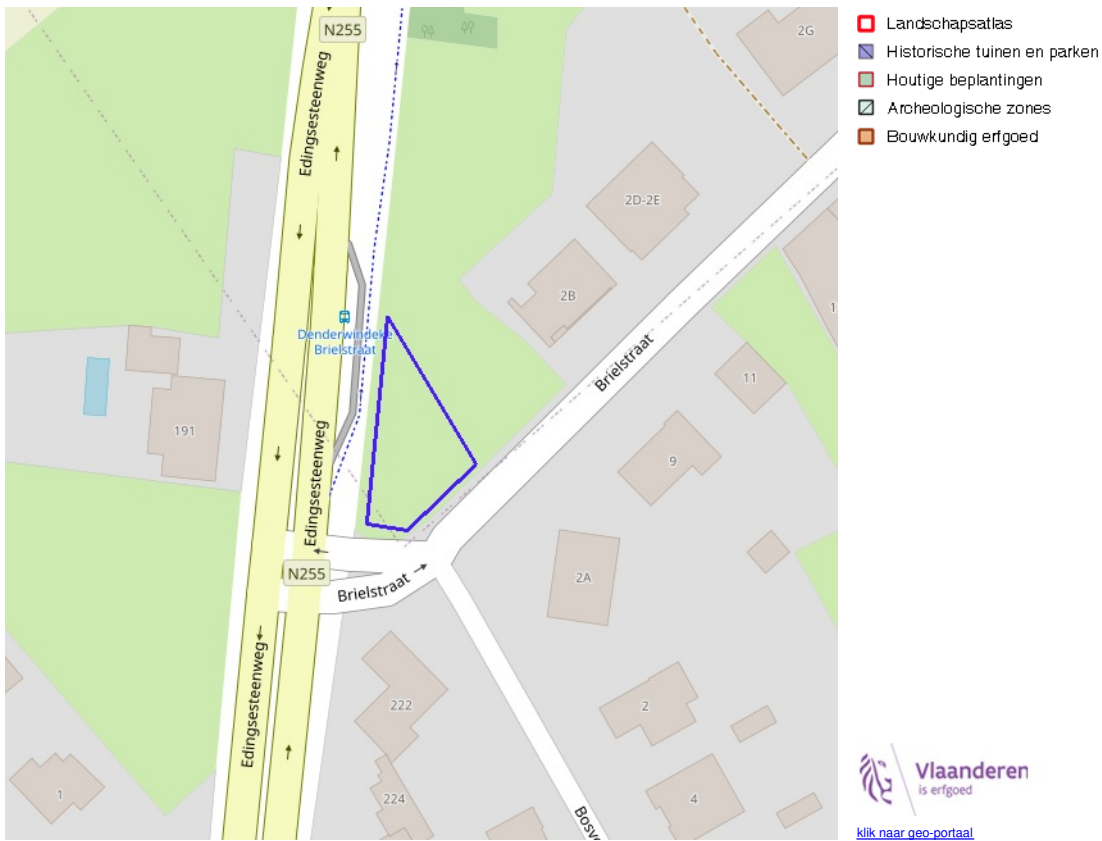 N255
Edingsesteenweg
2G
2D-2E
2B
Denderwindeke
Brielstraat
Brielstraat
11
191
9
Edingsesteenweg
N255
Brielstraat
2A
Edingsesteenweg
222
2
224
4
1
Landschapsatlas
Historische tuinen en parken
Houtige beplantingen
Archeologische zones
Bouwkundig erfgoed
Vlaanderen
is erfgoed
klik naar geo-portaal